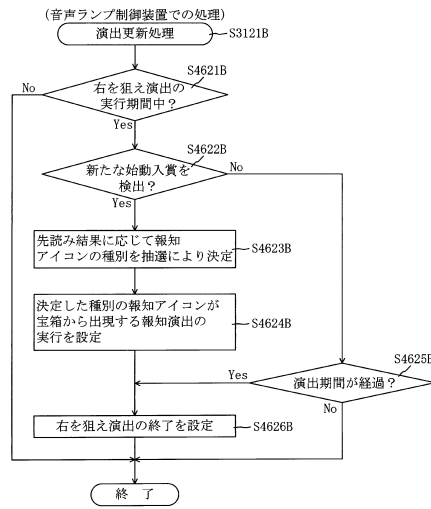 (音声ランプ制御装置での処理)
演出更新処理
S3121B
S4621B
No
右を狙え演出の
実行期間中？
Yes
S4622B
No
新たな始動入賞を
検出？
Yes
先読み結果に応じて報知
アイコンの種別を抽選により決定
S4623B
決定した種別の報知アイコンが
宝箱から出現する報知演出の
実行を設定
S4624B
S4625B
Yes
演出期間が経過？
No
右を狙え演出の終了を設定
S4626B
終 了